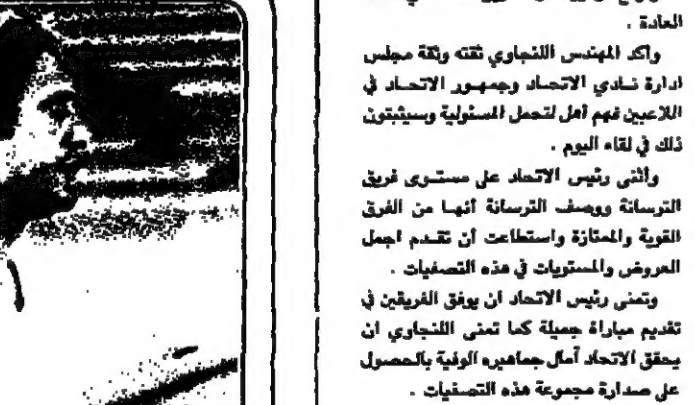 العادة .
واكد المهندس اللنجاوي ثقته وثقة مجلس
ادارة نادي الاتحاد وجمهور الاتحاد في
اللاعبين فهم أهل لتحمل المسئولية وسيثبتون
ذلك في لقاء اليوم .
وأثنى رئيس الاتحاد على مستوى فريق
الترسانة ووصف الترسانة أنها من الفرق
القوية والممتازة واستطاعت أن تقدم اجمل
العروض والمستويات في هذه التصفيات .
وتمنى رئيس الاتحاد ان يوفق الفريقين في
تقديم مباراة جميلة كما تمنى اللنجاوي ان
يحقق الاتحاد آمال جماهيره الوفية بالحصول
على صدارة مجموعة هذه التصفيات .